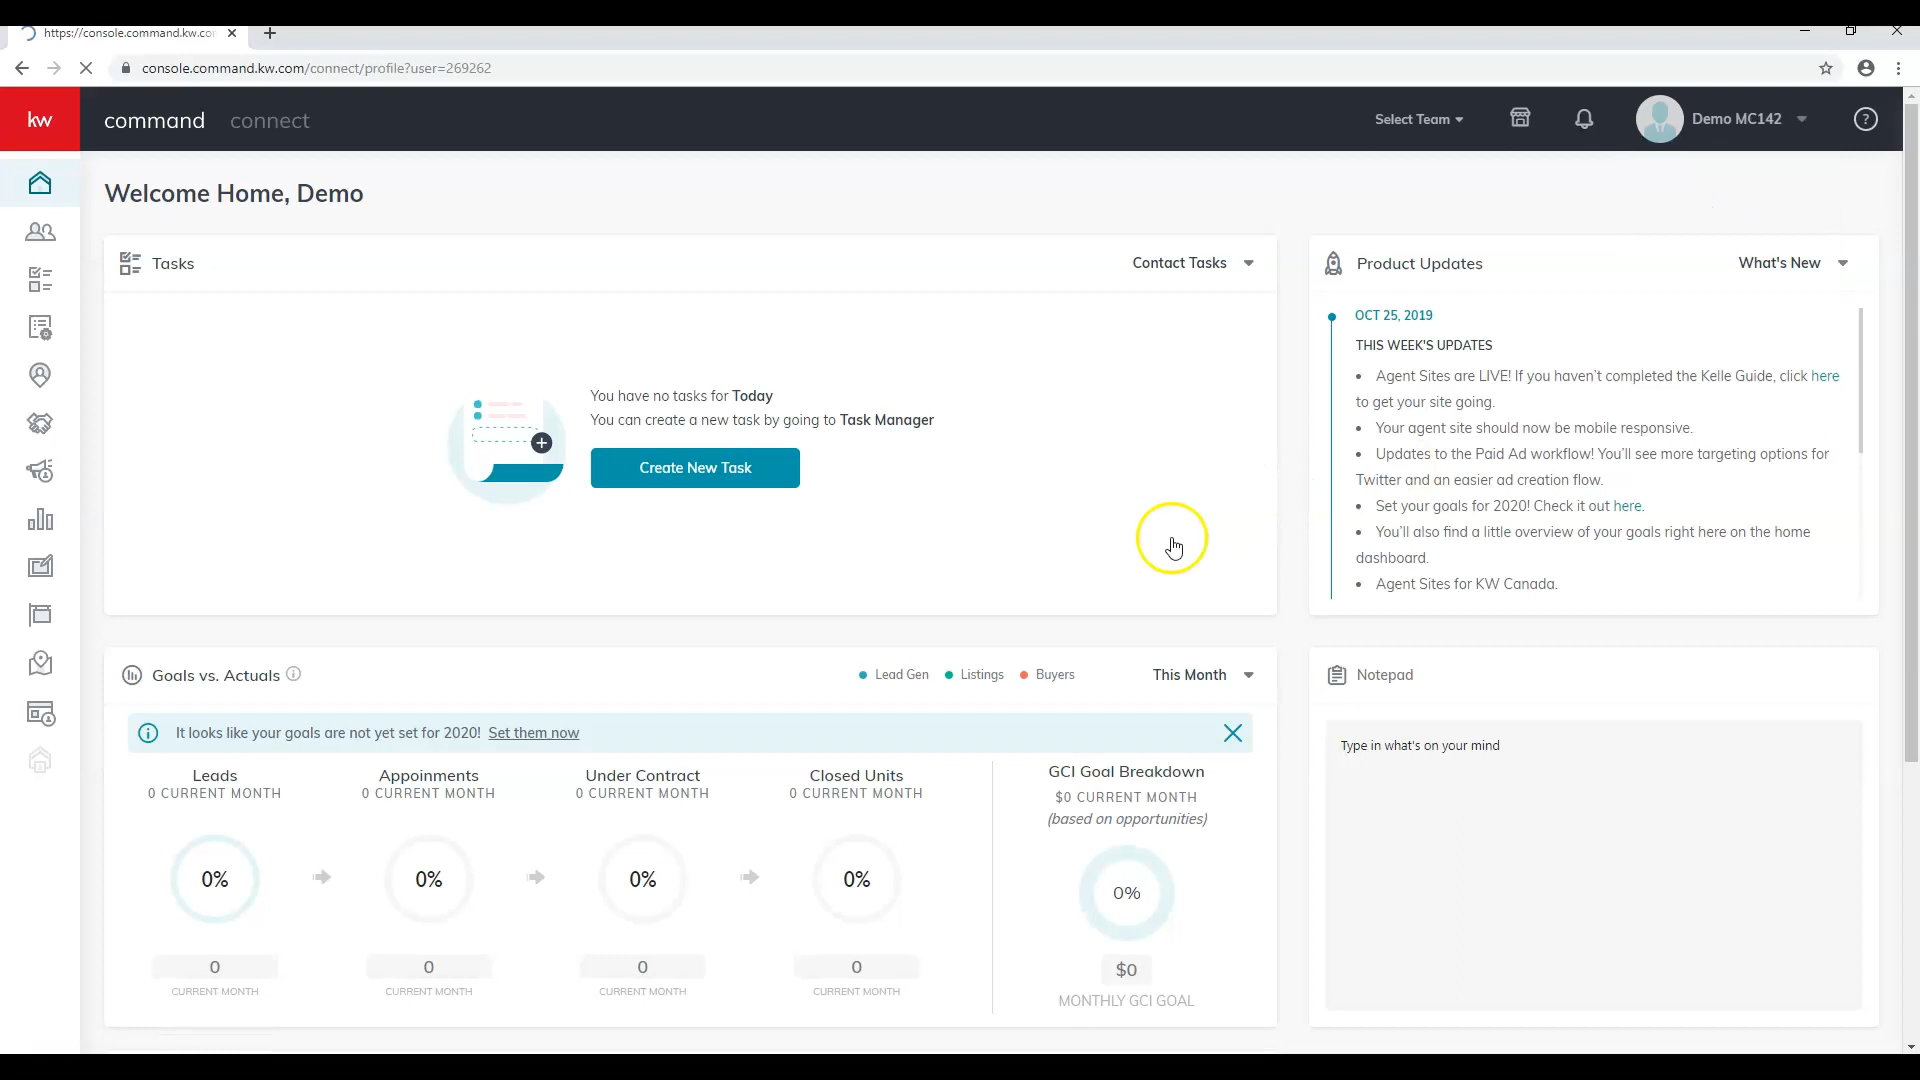 https://console.command.kw.co
console.command.kw.com/connect/profile?user=269262
kw
command connect
Select Team
Demo MC142
?
Welcome Home, Demo
Tasks
Contact Tasks
You have no tasks for Today
You can create a new task by going to Task Manager
Create New Task
Product Updates
What's New
OCT 25, 2019
THIS WEEK'S UPDATES
• Agent Sites are LIVE! If you haven't completed the Kelle Guide, click here
to get your site going.
• Your agent site should now be mobile responsive.
• Updates to the Paid Ad workflow! You'll see more targeting options for
Twitter and an easier ad creation flow.
• Set your goals for 2020! Check it out here.
• You'll also find a little overview of your goals right here on the home
dashboard.
• Agent Sites for KW Canada.
Goals vs. Actuals
Lead Gen Listings Buyers
This Month
It looks like your goals are not yet set for 2020! Set them now
Leads Appoinments Under Contract Closed Units
0 CURRENT MONTH 0 CURRENT MONTH 0 CURRENT MONTH 0 CURRENT MONTH
0% 0% 0% 0%
0 0 0 0
CURRENT MONTH CURRENT MONTH CURRENT MONTH CURRENT MONTH
GCI Goal Breakdown
$0 CURRENT MONTH
(based on opportunities)
0%
$0
MONTHLY GCI GOAL
Notepad
Type in what's on your mind